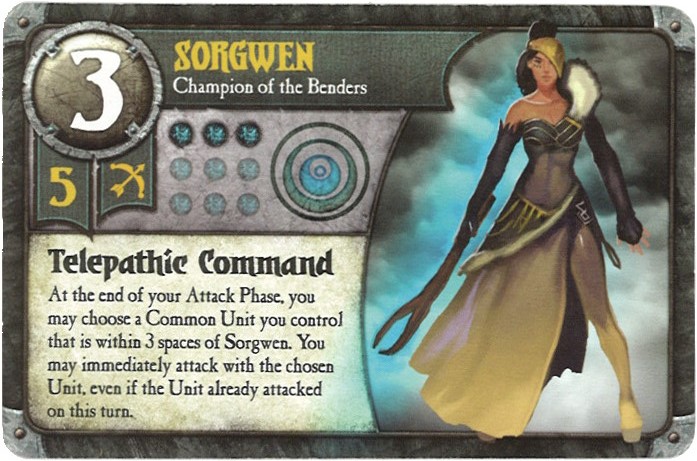 3
SORGWEN
Champion of the Benders
5
Telepathic Command
At the end of your Attack Phase, you
may choose a Common Unit you control
that is within 3 spaces of Sorgwen. You
may immediately attack with the chosen
Unit, even if the Unit already attacked
on this turn.